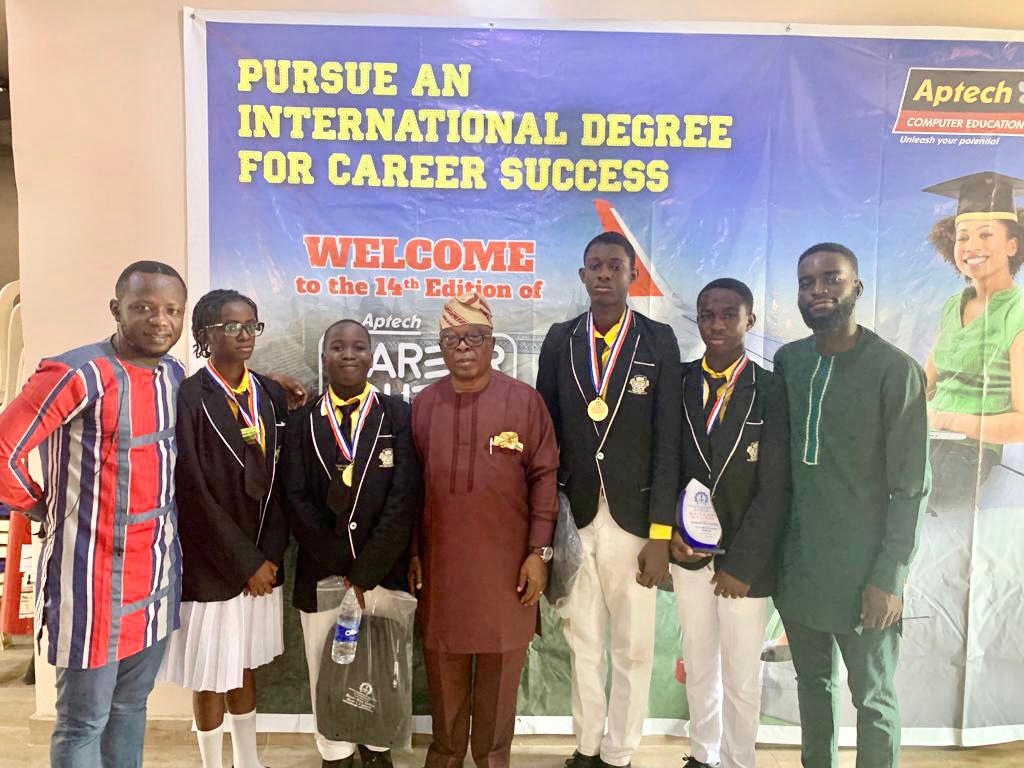 PURSUE AN
INTERNATIONAL DEGREE
FOR CAREER SUCCESS
Aptech
COMPUTER EDUCATION
Unleash your potential
WELCOME
to the 14th Edition of
Aptech